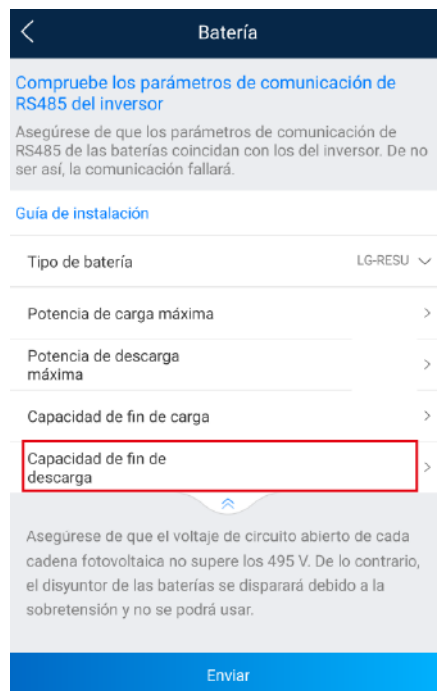 Batería
Compruebe los parámetros de comunicación de
RS485 del inversor
Asegúrese de que los parámetros de comunicación de
RS485 de las baterías coincidan con los del inversor. De no
ser así, la comunicación fallará.
Guía de instalación
Tipo de batería LG-RESU
Potencia de carga máxima
Potencia de descarga
máxima
Capacidad de fin de carga
Capacidad de fin de
descarga
Asegúrese de que el voltaje de circuito abierto de cada
cadena fotovoltaica no supere los 495 V. De lo contrario,
el disyuntor de las baterías se disparará debido a la
sobretensión y no se podrá usar.
Enviar